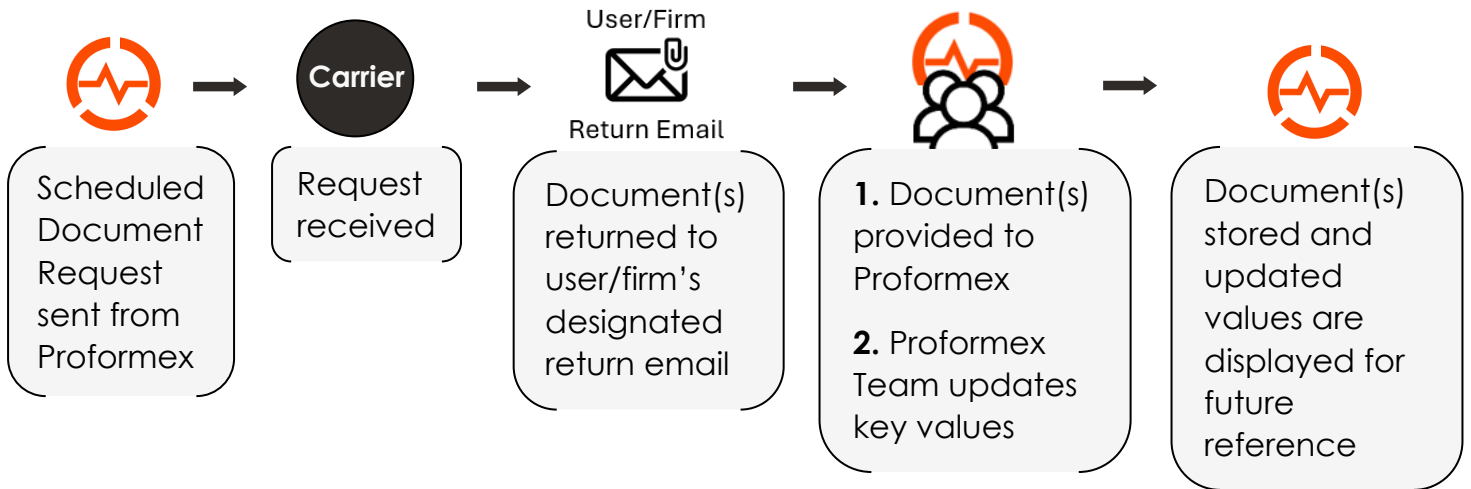 Scheduled
Document
Request
sent from
Proformex
Carrier
Request
received
User/Firm
Return Email
Document(s)
returned to
user/firm’s
designated
return email
1. Document(s)
provided to
Proformex
2. Proformex
Team updates
key values
Document(s)
stored and
updated
values are
displayed for
future
reference